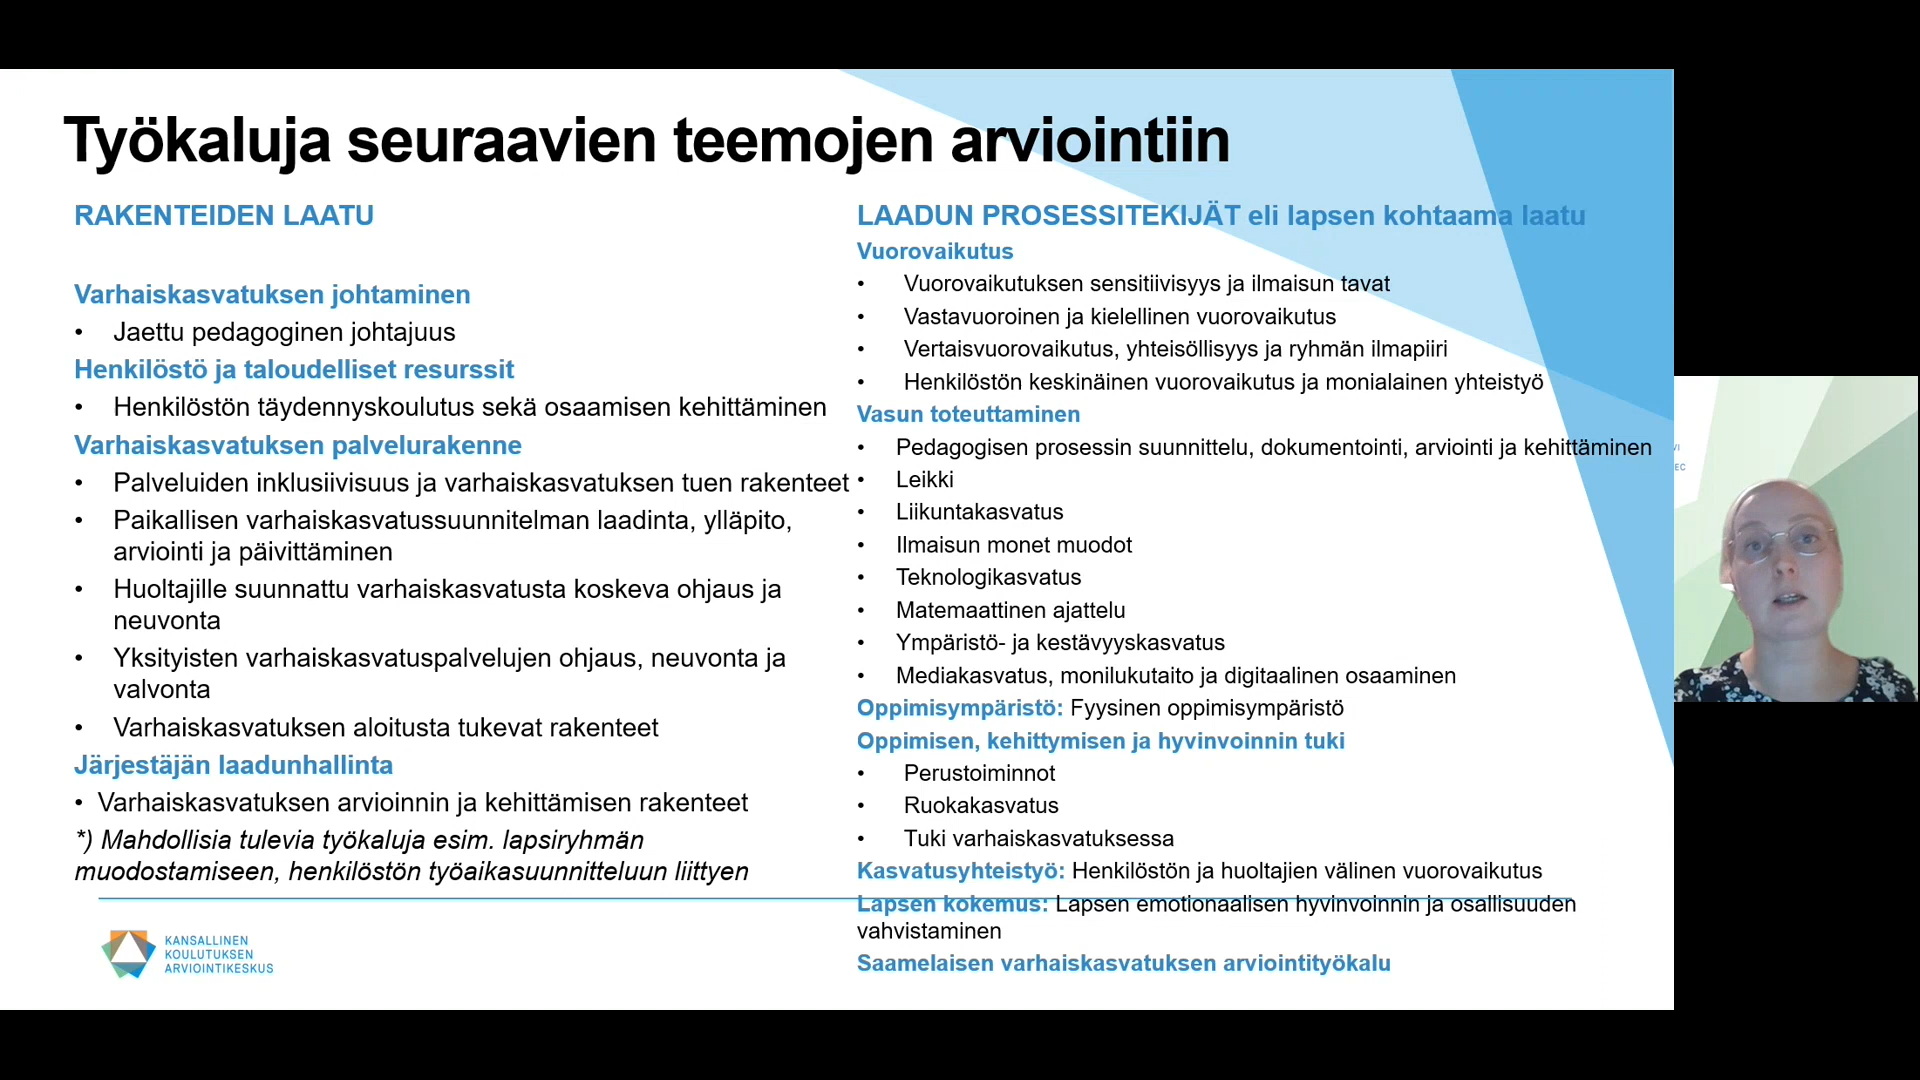 Työkaluja seuraavien teemojen arviointiin
RAKENTEIDEN LAATU
Varhaiskasvatuksen johtaminen
• Jaettu pedagoginen johtajuus
Henkilöstö ja taloudelliset resurssit
• Henkilöstön täydennyskoulutus sekä osaamisen kehittäminen
Varhaiskasvatuksen palvelurakenne
• Palveluiden inklusiivisuus ja varhaiskasvatuksen tuen rakenteet
• Paikallisen varhaiskasvatussuunnitelman laadinta, ylläpito,
arviointi ja päivittäminen
• Huoltajille suunnattu varhaiskasvatusta koskeva ohjaus ja
neuvonta
• Yksityisten varhaiskasvatuspalvelujen ohjaus, neuvonta ja
valvonta
• Varhaiskasvatuksen aloitusta tukevat rakenteet
Järjestäjän laadunhallinta
• Varhaiskasvatuksen arvioinnin ja kehittämisen rakenteet
*) Mahdollisia tulevia työkaluja esim. lapsiryhmän
muodostamiseen, henkilöstön työaikasuunnitteluun liittyen
LAADUN PROSESSITEKIJÄT eli lapsen kohtaama laatu
Vuorovaikutus
• Vuorovaikutuksen sensitiivisyys ja ilmaisun tavat
• Vastavuoroinen ja kielellinen vuorovaikutus
• Vertaisvuorovaikutus, yhteisöllisyys ja ryhmän ilmapiiri
• Henkilöstön keskinäinen vuorovaikutus ja monialainen yhteistyö
Vasun toteuttaminen
• Pedagogisen prosessin suunnittelu, dokumentointi, arviointi ja kehittäminen
• Leikki
• Liikuntakasvatus
• Ilmaisun monet muodot
• Teknologikasvatus
• Matemaattinen ajattelu
• Ympäristö- ja kestävyyskasvatus
• Mediakasvatus, monilukutaito ja digitaalinen osaaminen
Oppimisympäristö: Fyysinen oppimisympäristö
Oppimisen, kehittymisen ja hyvinvoinnin tuki
• Perustoiminnot
• Ruokakasvatus
• Tuki varhaiskasvatuksessa
Kasvatusyhteistyö: Henkilöstön ja huoltajien välinen vuorovaikutus
Lapsen kokemus: Lapsen emotionaalisen hyvinvoinnin ja osallisuuden
vahvistaminen
Saamelaisen varhaiskasvatuksen arviointityökalu
KANSALLINEN
KOULUTUKSEN
ARVIOINTIKESKUS